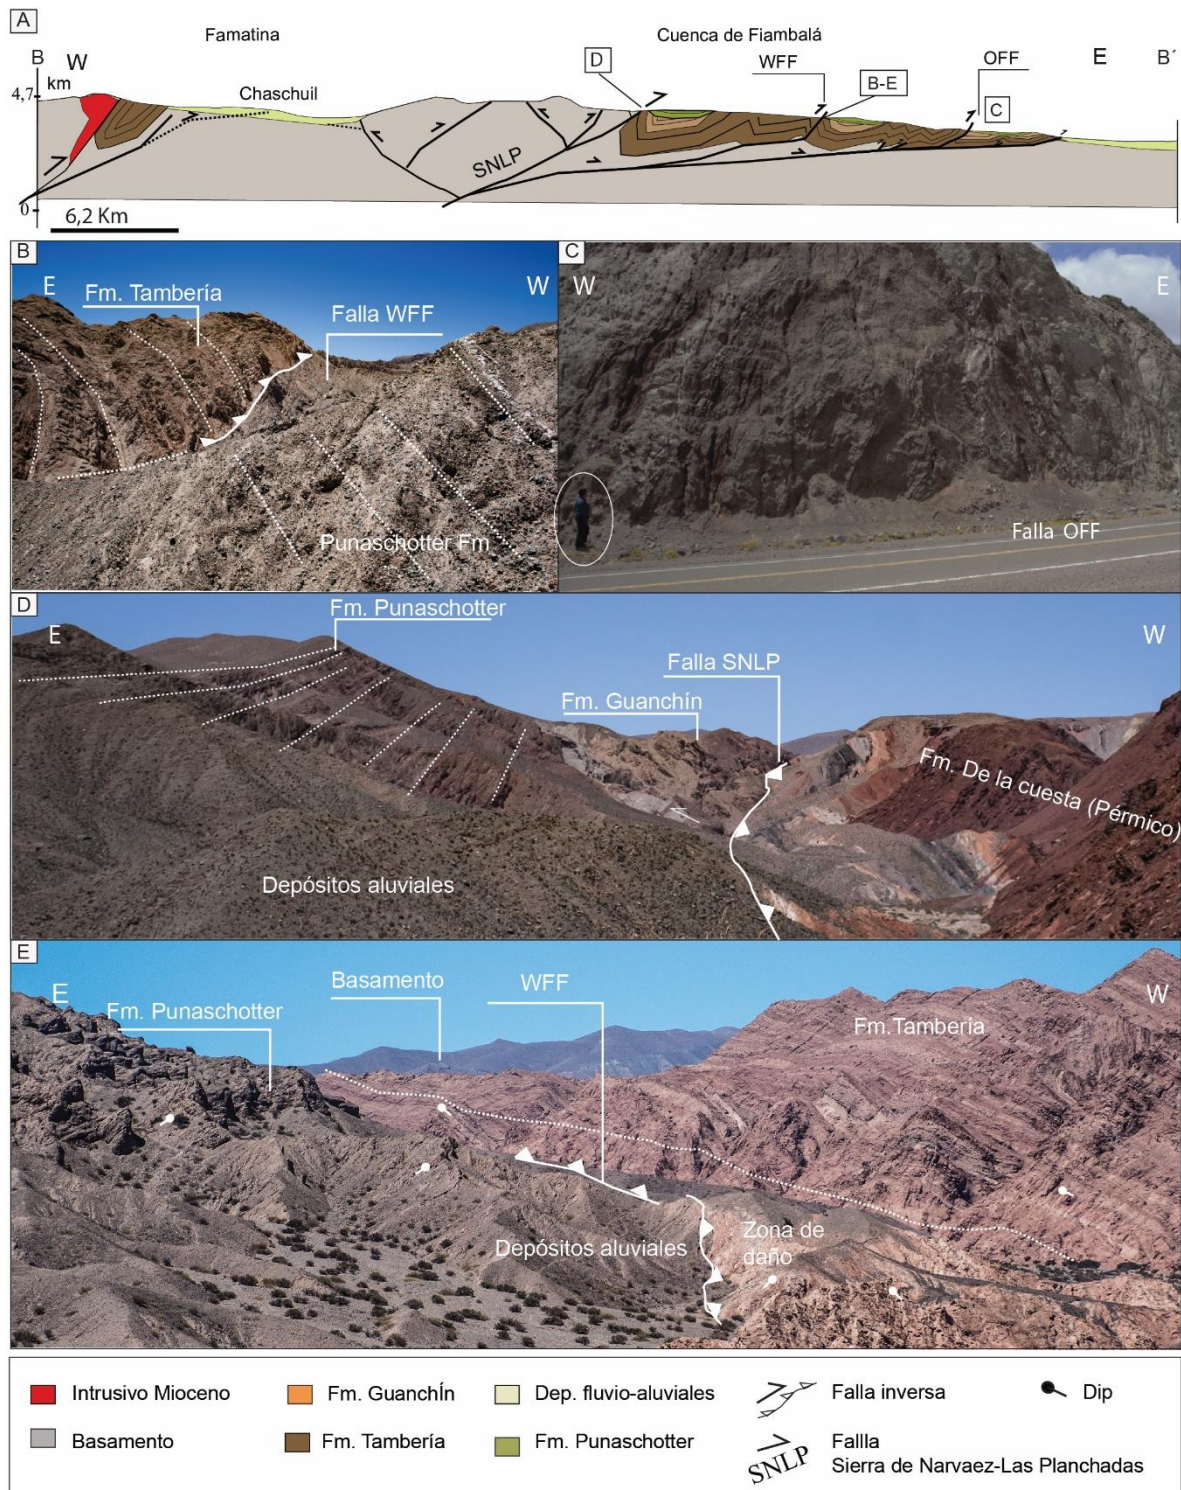 A
Famatina
Cuenca de Fiambalá
B
W
D
WFF
OFF
E
B´
km
4,7
Chaschuil
B-E
C
SNLP
0
6,2 Km
B
E
W
Fm. Tambería
Falla WFF
Punaschotter Fm
C
W
E
Falla OFF
D
Fm. Punaschotter
E
W
Falla SNLP
Fm. Guanchín
Fm. De la cuesta (Pérmico)
Depósitos aluviales
E
Basamento
WFF
E
W
Fm. Punaschotter
Fm.Tambería
Depósitos aluviales
Zona de
daño
Intrusivo Mioceno
Fm. GuanchÍn
Dep. fluvio-aluviales
Falla inversa
Dip
Basamento
Fm. Tambería
Fm. Punaschotter
SNLP
Fallla
Sierra de Narvaez-Las Planchadas